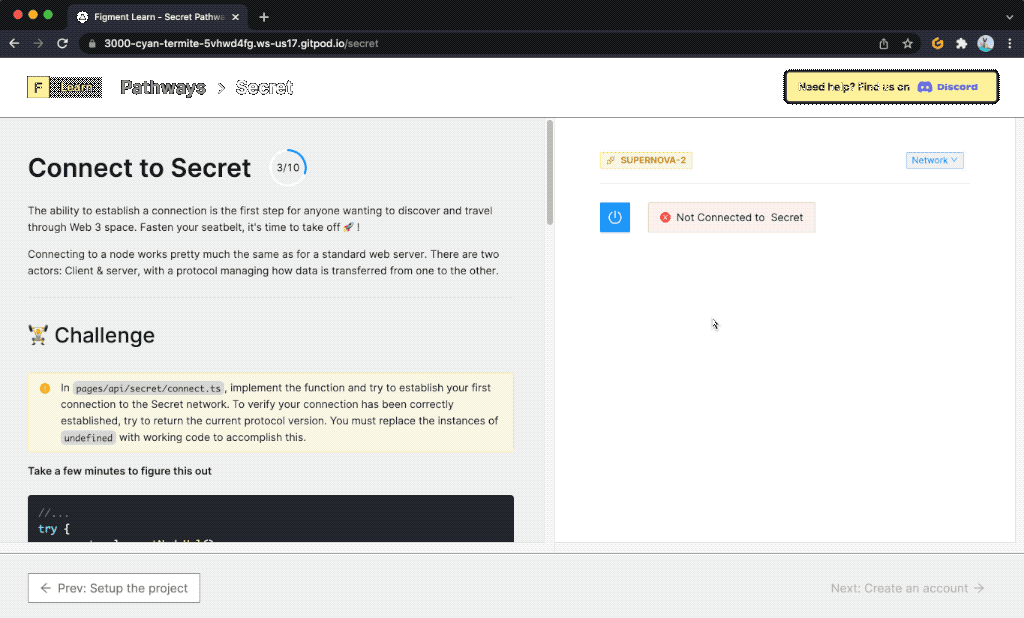 Figment Learn - Secret Pathwa
3000-cyan-termite-5vhwd4fg.ws-us17.gitpod.io/secret
F Learn
Pathways > Secret
Need help? Find us on Discord
Connect to Secret
3/10
The ability to establish a connection is the first step for anyone wanting to discover and travel
through Web 3 space. Fasten your seatbelt, it's time to take off 🚀 !
Connecting to a node works pretty much the same as for a standard web server. There are two
actors: Client & server, with a protocol managing how data is transferred from one to the other.
Challenge
In pages/api/secret/connect.ts, implement the function and try to establish your first
connection to the Secret network. To verify your connection has been correctly
established, try to return the current protocol version. You must replace the instances of
undefined with working code to accomplish this.
Take a few minutes to figure this out
//...
try {
SUPERNOVA-2
Network
Not Connected to Secret
← Prev: Setup the project
Next: Create an account →